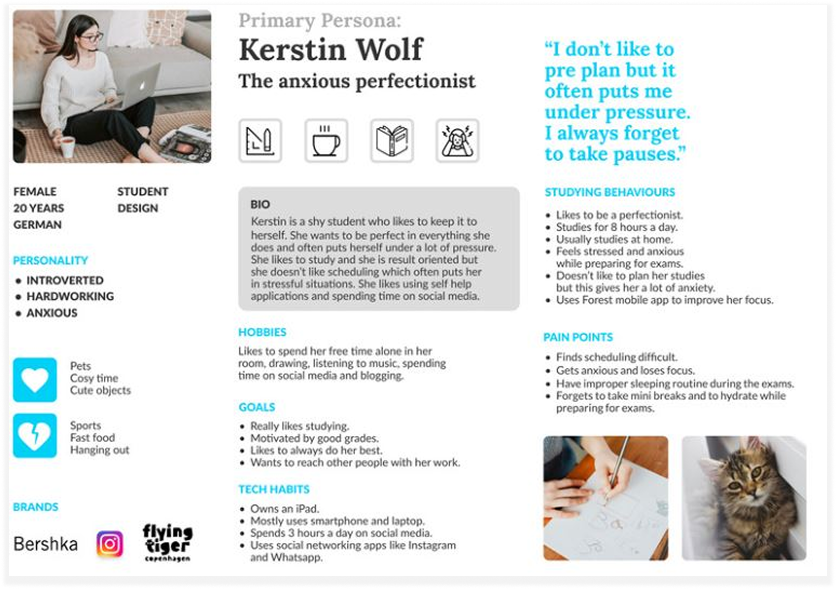 Primary Persona:
Kerstin Wolf
The anxious perfectionist
FEMALE
20 YEARS
GERMAN
STUDENT
DESIGN
PERSONALITY
INTROVERTED
HARDWORKING
ANXIOUS
Pets
Cosy time
Cute objects
Sports
Fast food
Hanging out
BRANDS
Bershka
flying
tiger
copenhagen
BIO
Kerstin is a shy student who likes to keep it to
herself. She wants to be perfect in everything she
does and often puts herself under a lot of pressure.
She likes to study and she is result oriented but
she doesn't like scheduling which often puts her
in stressful situations. She likes using self help
applications and spending time on social media.
HOBBIES
Likes to spend her free time alone in her
room, drawing, listening to music, spending
time on social media and blogging.
GOALS
Really likes studying.
Motivated by good grades.
Likes to always do her best.
Wants to reach other people with her work.
TECH HABITS
Owns an iPad.
Mostly uses smartphone and laptop.
Spends 3 hours a day on social media.
Uses social networking apps like Instagram
and Whatsapp.
“I don't like to
pre plan but it
often puts me
under pressure.
I always forget
to take pauses.”
STUDYING BEHAVIOURS
Likes to be a perfectionist.
Studies for 8 hours a day.
Usually studies at home.
Feels stressed and anxious
while preparing for exams.
Doesn't like to plan her studies
but this gives her a lot of anxiety.
Uses Forest mobile app to improve her focus.
PAIN POINTS
Finds scheduling difficult.
Gets anxious and loses focus.
Have improper sleeping routine during the exams.
Forgets to take mini breaks and to hydrate while
preparing for exams.